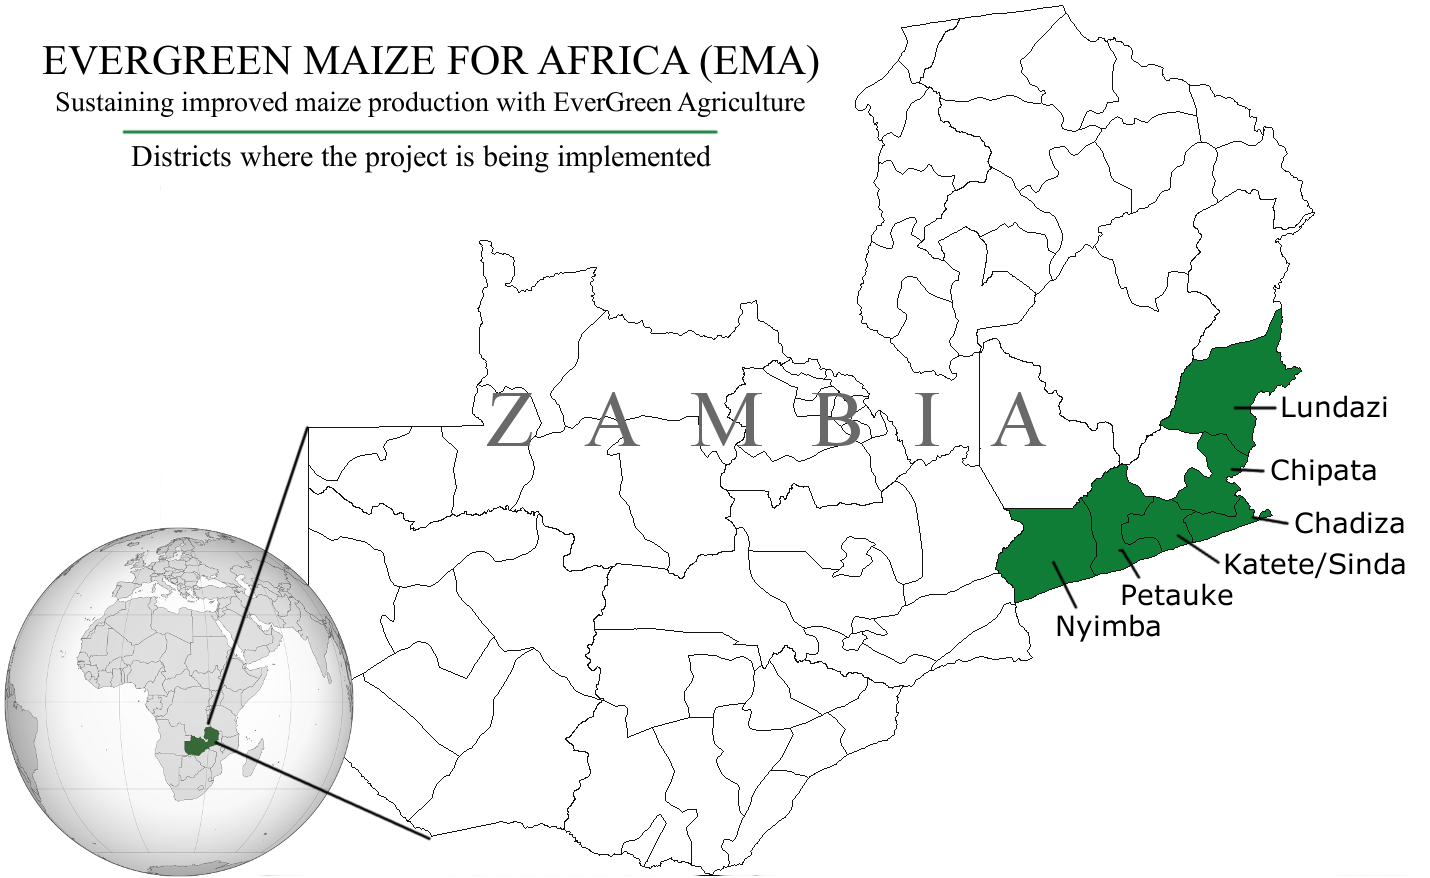 EVERGREEN MAIZE FOR AFRICA (EMA)
Sustaining improved maize production with EverGreen Agriculture
Districts where the project is being implemented
ZAMBIA
Lundazi
Chipata
Chadiza
Katete/Sinda
Petauke
Nyimba